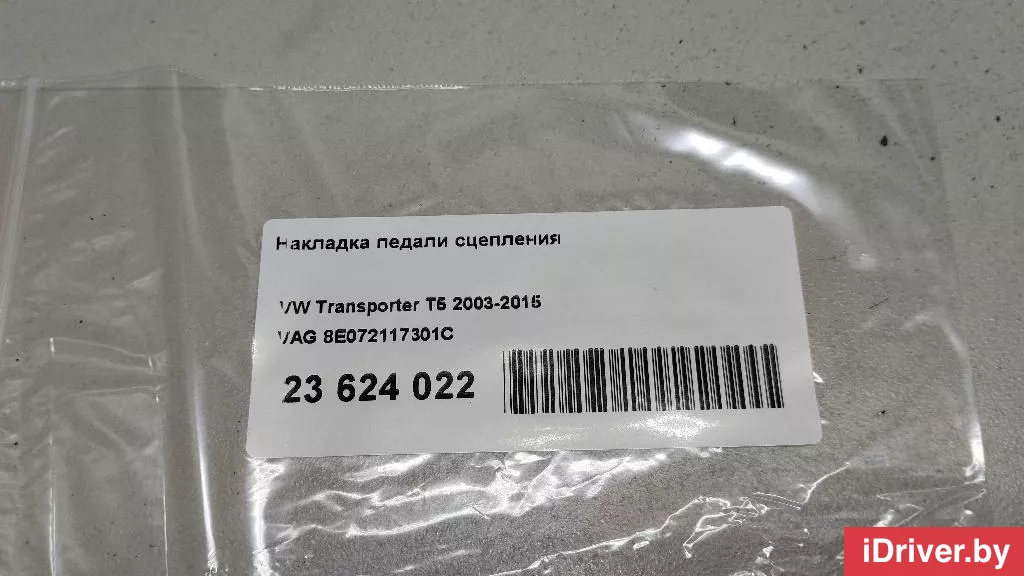 Накладка педали сцепления
VW Transporter T5 2003-2015
VAG 8E072117301C
23 624 022
iDriver.by